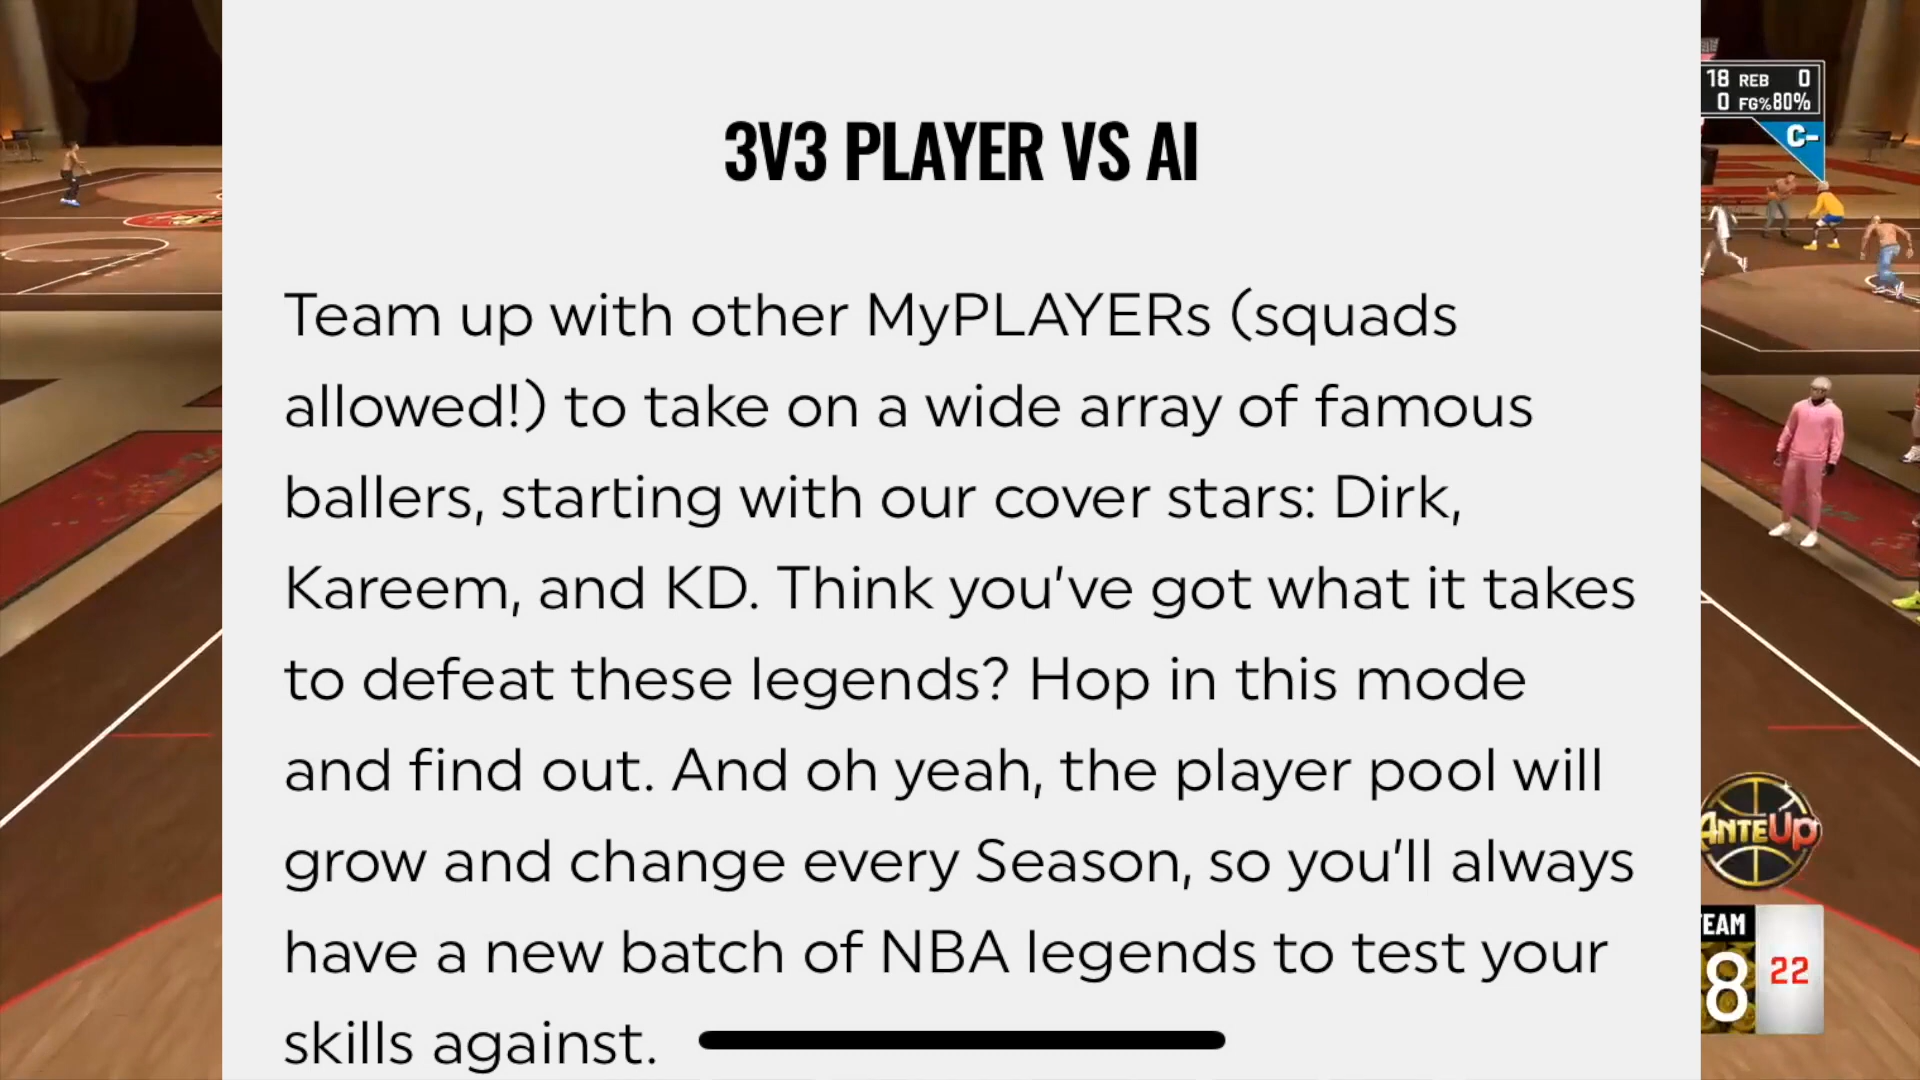 3V3 PLAYER VS AI
Team up with other MyPLAYERs (squads
allowed!) to take on a wide array of famous
ballers, starting with our cover stars: Dirk,
Kareem, and KD. Think you've got what it takes
to defeat these legends? Hop in this mode
and find out. And oh yeah, the player pool will
grow and change every Season, so you'll always
have a new batch of NBA legends to test your
skills against.
18 REB 0
0 FG% 80%
C-
ANTEUP
EAM
8 22